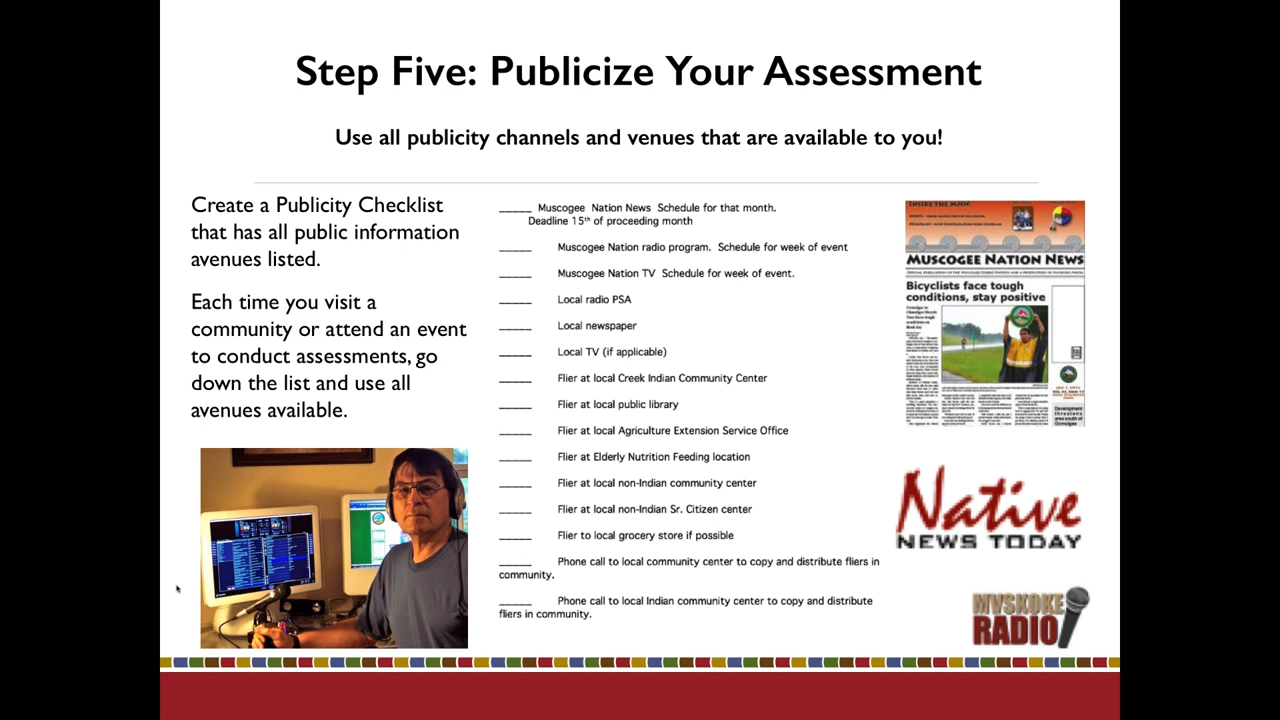 Step Five: Publicize Your Assessment
Use all publicity channels and venues that are available to you!
Create a Publicity Checklist
that has all public information
avenues listed.
Each time you visit a
community or attend an event
to conduct assessments, go
down the list and use all
avenues available.
_____ Muscogee Nation News Schedule for that month.
Deadline 15th of proceeding month
_____ Muscogee Nation radio program. Schedule for week of event
_____ Muscogee Nation TV Schedule for week of event.
_____ Local radio PSA
_____ Local newspaper
_____ Local TV (if applicable)
_____ Flier at local Creek Indian Community Center
_____ Flier at local public library
_____ Flier at local Agriculture Extension Service Office
_____ Flier at Elderly Nutrition Feeding location
_____ Flier at local non-Indian community center
_____ Flier at local non-Indian Sr. Citizen center
_____ Flier to local grocery store if possible
_____ Phone call to local community center to copy and distribute fliers in
community.
_____ Phone call to local Indian community center to copy and distribute
fliers in community.
INSIDE THE MNN:
MUSCOGEE NATION NEWS
Bicyclists face tough
conditions, stay positive
Development
threatens
area south of
Okmulgee
Native
NEWS TODAY
MVSKOKE
RADIO